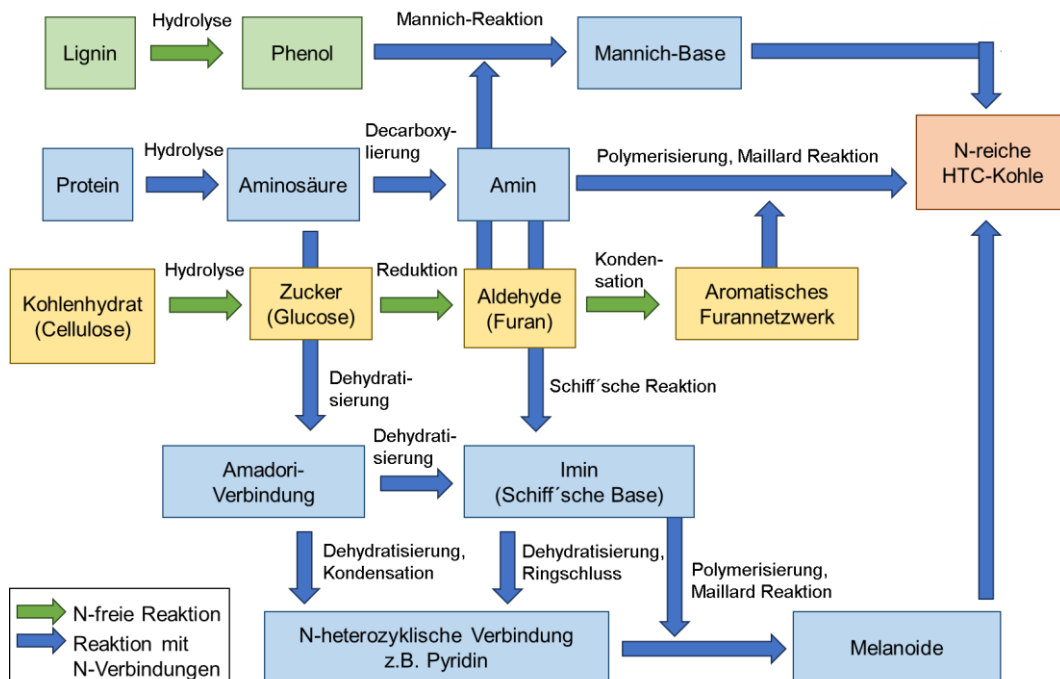 Hydrolyse
Mannich-Reaktion
Lignin
Phenol
Mannich-Base
Hydrolyse
Decarboxy-
lierung
Polymerisierung, Maillard Reaktion
Protein
Aminosäure
Amin
N-reiche
HTC-Kohle
Hydrolyse
Reduktion
Konden-
sation
Kohlenhydrat
(Cellulose)
Zucker
(Glucose)
Aldehyde
(Furan)
Aromatisches
Furannetzwerk
Dehydrati-
sierung
Schiff´sche Reaktion
Dehydrati-
sierung
Amadori-
Verbindung
Imin
(Schiff´sche Base)
Dehydratisierung,
Kondensation
Dehydratisierung,
Ringschluss
Polymerisierung,
Maillard Reaktion
N-freie Reaktion
Reaktion mit
N-Verbindungen
N-heterozyklische Verbindung
z.B. Pyridin
Melanoide